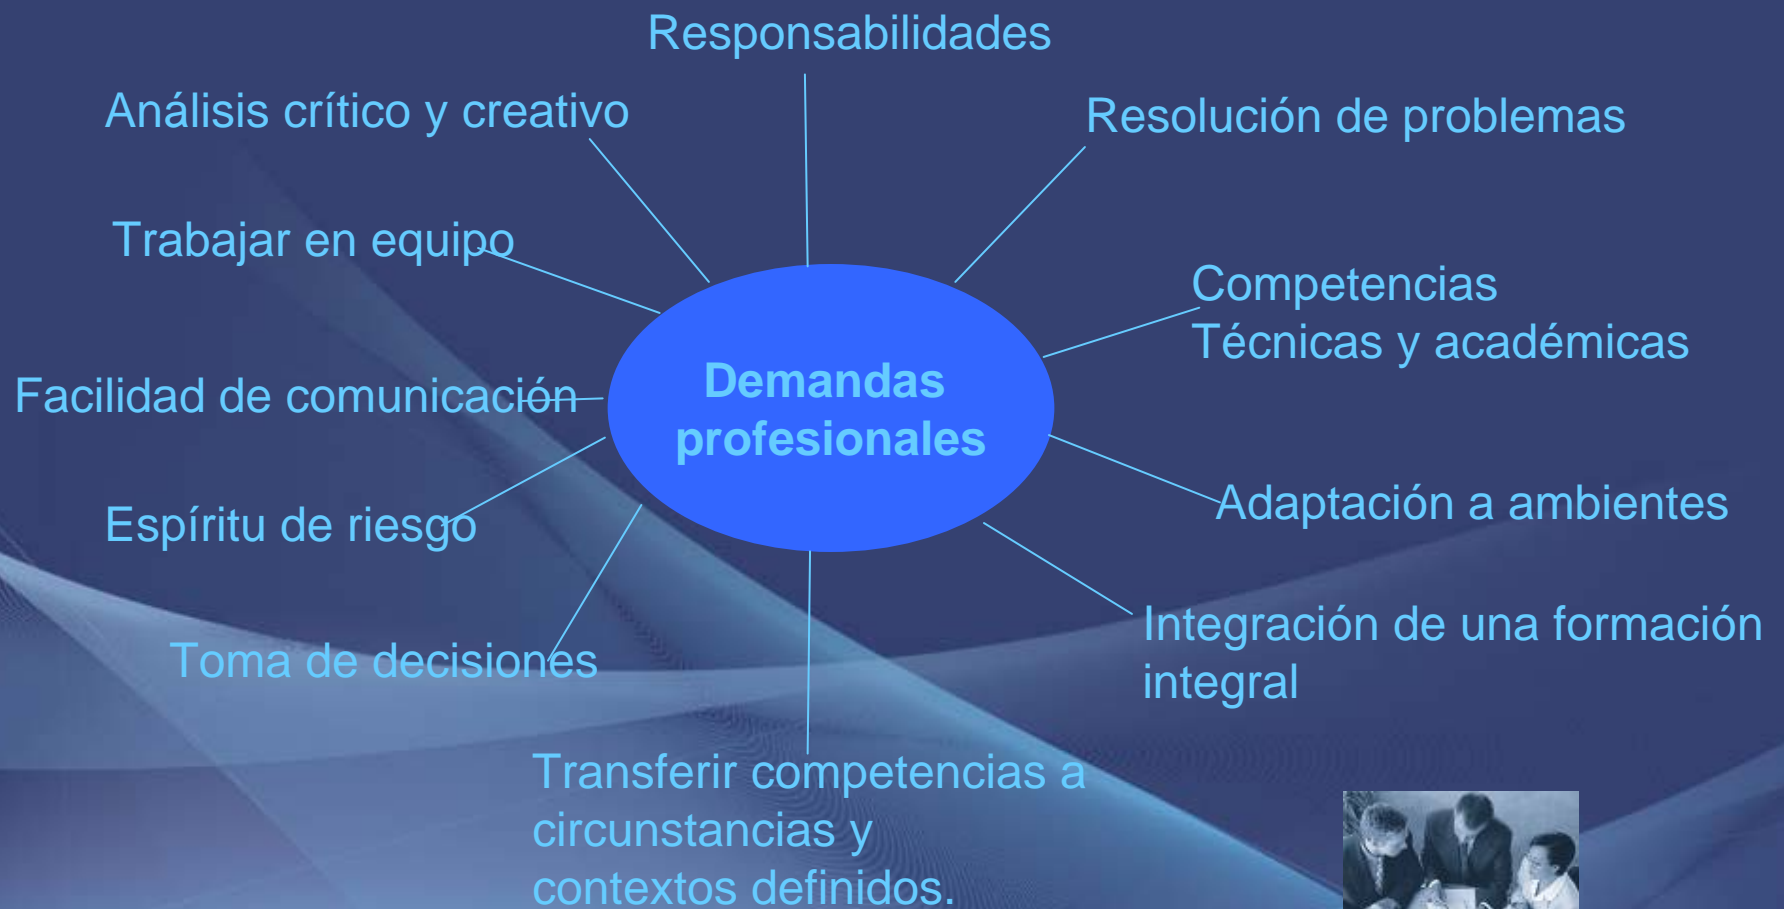 Responsabilidades
Análisis crítico y creativo
Resolución de problemas
Trabajar en equipo
Competencias
Técnicas y académicas
Demandas
profesionales
Facilidad de comunicación
Adaptación a ambientes
Espíritu de riesgo
Integración de una formación
integral
Toma de decisiones
Transferir competencias a
circunstancias y
contextos definidos.